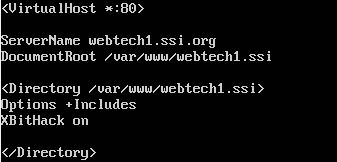 <VirtualHost *:80>
ServerName webtech1.ssi.org
DocumentRoot /var/www/webtech1.ssi
<Directory /var/www/webtech1.ssi>
Options +Includes
XBitHack on
</Directory>